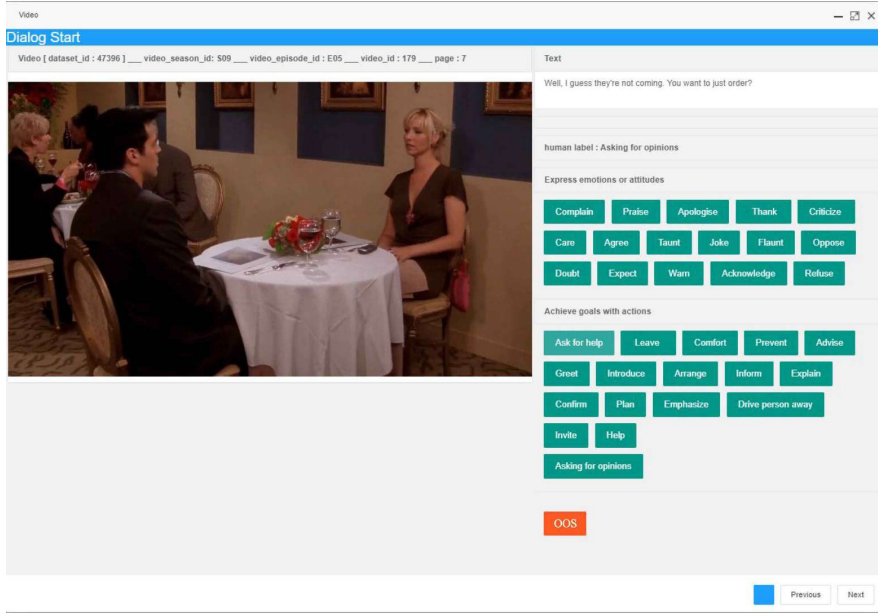 Video
Dialog Start
Video [ dataset_id : 47396 ] ___ video_season_id: S09 ___ video_episode_id : E05 ___ video_id : 179 ___ page : 7
Text
Well, I guess they're not coming. You want to just order?
human label : Asking for opinions
Express emotions or attitudes
Complain Praise Apologise Thank Criticize
Care Agree Taunt Joke Flaunt Oppose
Doubt Expect Warn Acknowledge Refuse
Achieve goals with actions
Ask for help Leave Comfort Prevent Advise
Greet Introduce Arrange Inform Explain
Confirm Plan Emphasize Drive person away
Invite Help
Asking for opinions
OOS
Previous Next